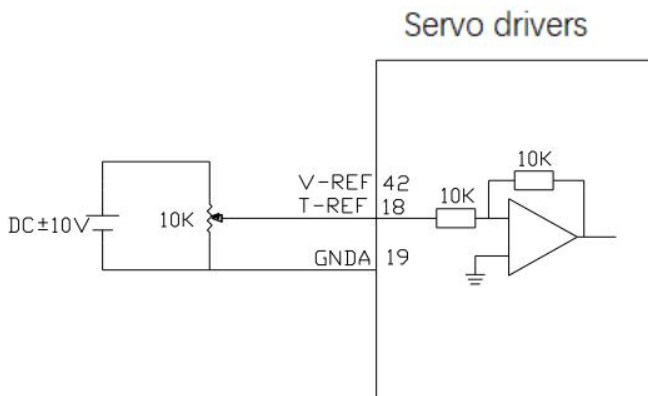 Servo drivers
10K
V-REF 42
10K
T-REF 18
DC±10V
10K
GNDA 19